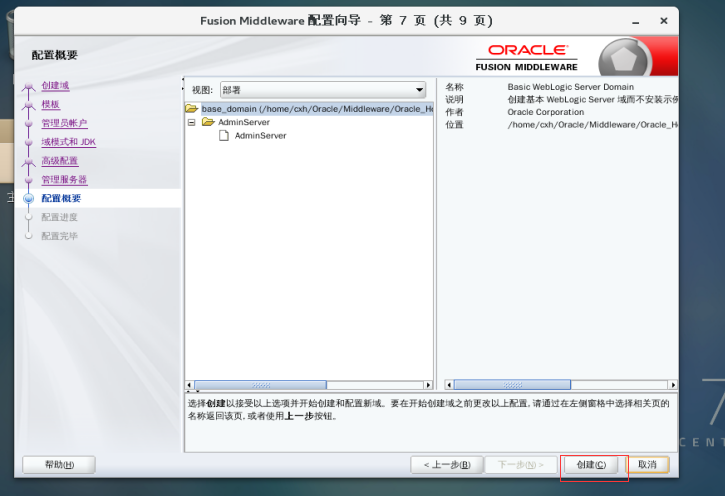 Fusion Middleware 配置向导 - 第 7 页 (共 9 页)
配置概要
ORACLE
FUSION MIDDLEWARE
创建域
模板
管理员帐户
域模式和 JDK
高级配置
管理服务器
配置概要
配置进度
配置完毕
视图: 部署
base_domain (/home/cxh/Oracle/Middleware/Oracle_H
AdminServer
AdminServer
名称 Basic WebLogic Server Domain
说明 创建基本 WebLogic Server 域而不安装示例
作者 Oracle Corporation
位置 /home/cxh/Oracle/Middleware/Oracle_H
选择创建以接受以上选项并开始创建和配置新域。要在开始创建域之前更改以上配置, 请通过在左侧窗格中选择相关页的
名称返回该页, 或者使用上一步按钮。
帮助(H)
< 上一步(B)
下一步(N) >
创建(C)
取消
7
CENT